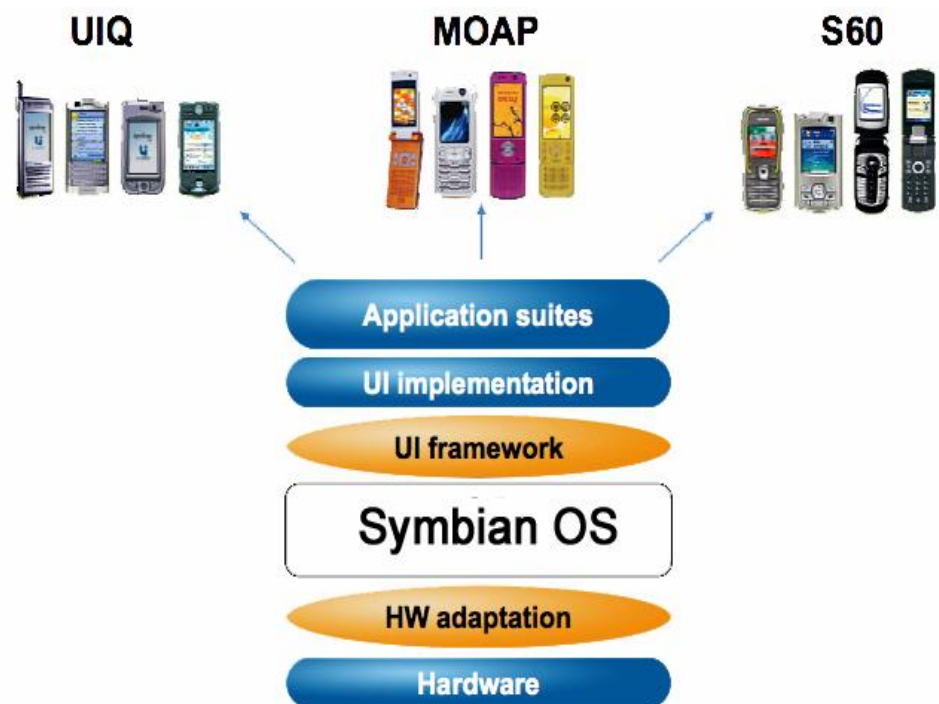 UIQ
MOAP
S60
Application suites
UI implementation
UI framework
Symbian OS
HW adaptation
Hardware